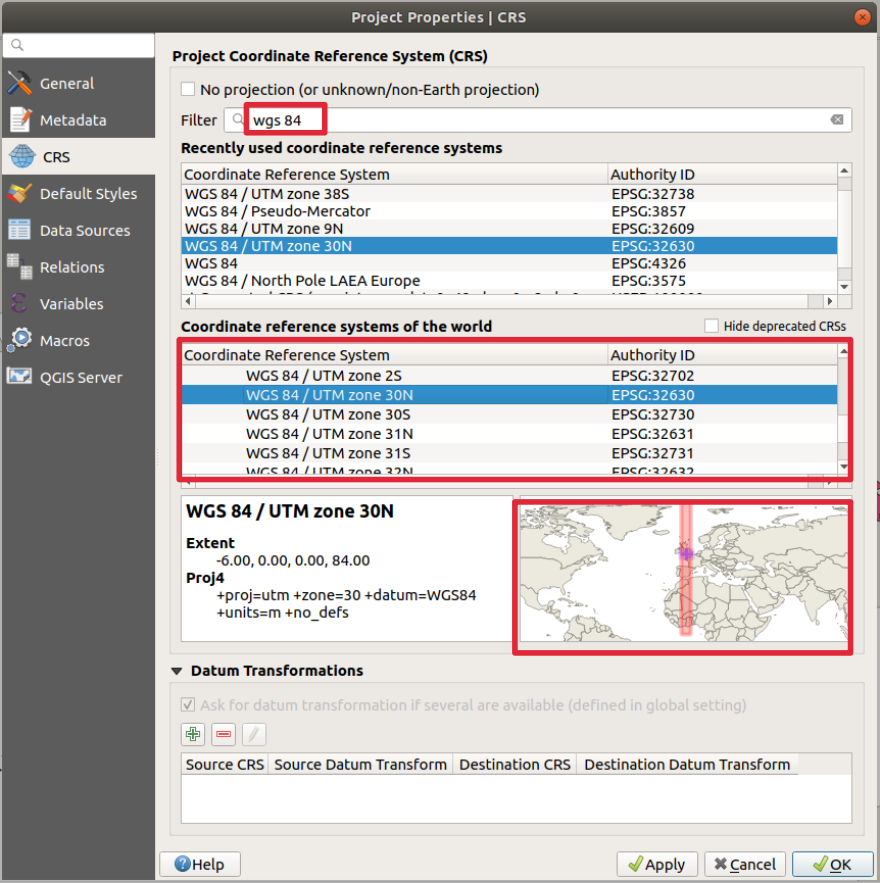 Project Properties | CRS
General
Metadata
CRS
Default Styles
Data Sources
Relations
Variables
Macros
QGIS Server
Project Coordinate Reference System (CRS)
No projection (or unknown/non-Earth projection)
Filter wgs 84
Recently used coordinate reference systems
Coordinate Reference System Authority ID
WGS 84 / UTM zone 38S EPSG:32738
WGS 84 / Pseudo-Mercator EPSG:3857
WGS 84 / UTM zone 9N EPSG:32609
WGS 84 / UTM zone 30N EPSG:32630
WGS 84 EPSG:4326
WGS 84 / North Pole LAEA Europe EPSG:3575
Coordinate reference systems of the world Hide deprecated CRSs
Coordinate Reference System Authority ID
WGS 84 / UTM zone 2S EPSG:32702
WGS 84 / UTM zone 30N EPSG:32630
WGS 84 / UTM zone 30S EPSG:32730
WGS 84 / UTM zone 31N EPSG:32631
WGS 84 / UTM zone 31S EPSG:32731
WGS 84 / UTM zone 32N EPSG:32632
WGS 84 / UTM zone 30N
Extent
-6.00, 0.00, 0.00, 84.00
Proj4
+proj=utm +zone=30 +datum=WGS84
+units=m +no_defs
Datum Transformations
Ask for datum transformation if several are available (defined in global setting)
Source CRS Source Datum Transform Destination CRS Destination Datum Transform
Help Apply Cancel OK